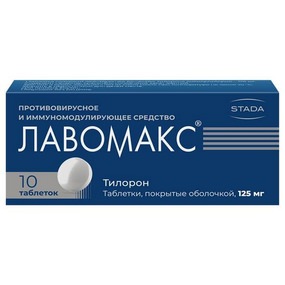 STADA
ПРОТИВОВИРУСНОЕ
И ИММУНОМОДУЛИРУЮЩЕЕ СРЕДСТВО
ЛАВОМАКС®
10
таблеток
Тилорон
Таблетки, покрытые оболочкой, 125 мг